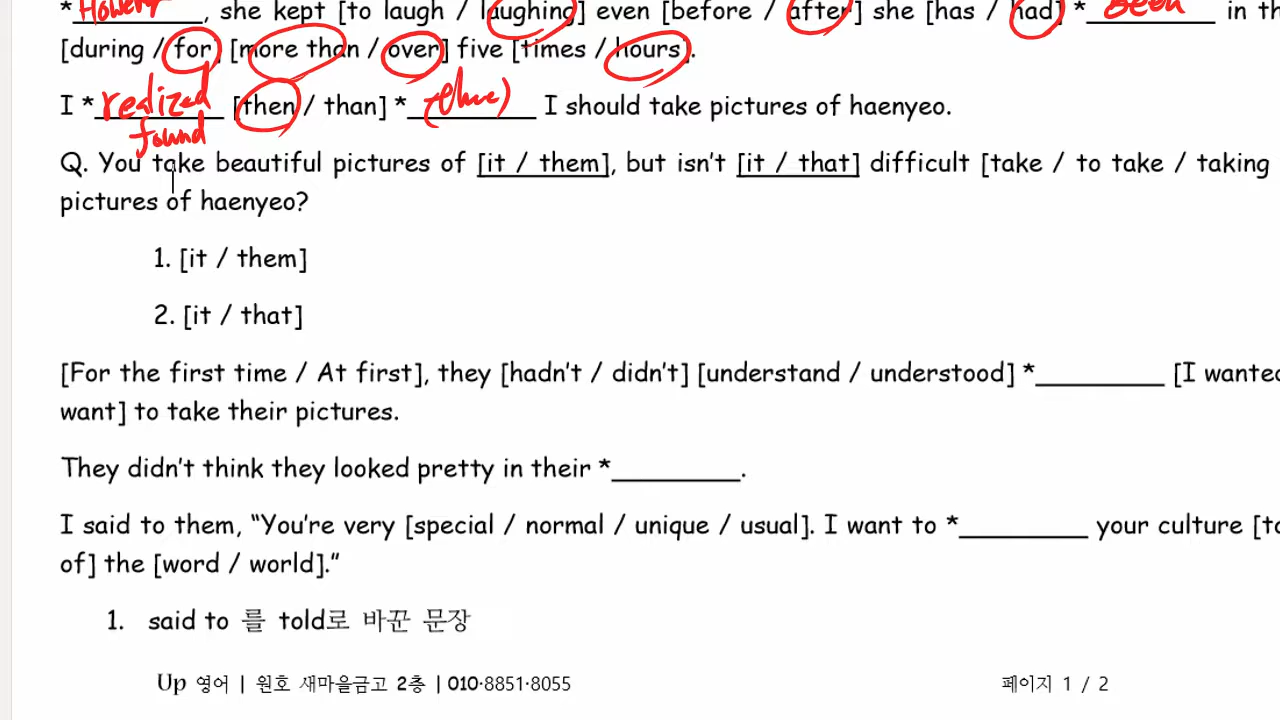 *However, she kept [to laugh / laughing] even [before / after] she [has / had] *been in th
[during / for] [more than / over] five [times / hours].
I *realized [then / than] *(that) I should take pictures of haenyeo.
found
Q. You take beautiful pictures of [it / them], but isn't [it / that] difficult [take / to take / taking
pictures of haenyeo?
1. [it / them]
2. [it / that]
[For the first time / At first], they [hadn't / didn't] [understand / understood] *__________ [I wanted
want] to take their pictures.
They didn't think they looked pretty in their *__________.
I said to them, “You're very [special / normal / unique / usual]. I want to *__________ your culture [to
of] the [word / world].”
1. said to 를 told로 바꾼 문장
Up 영어 | 원호 새마을금고 2층 | 010·8851·8055
페이지 1 / 2